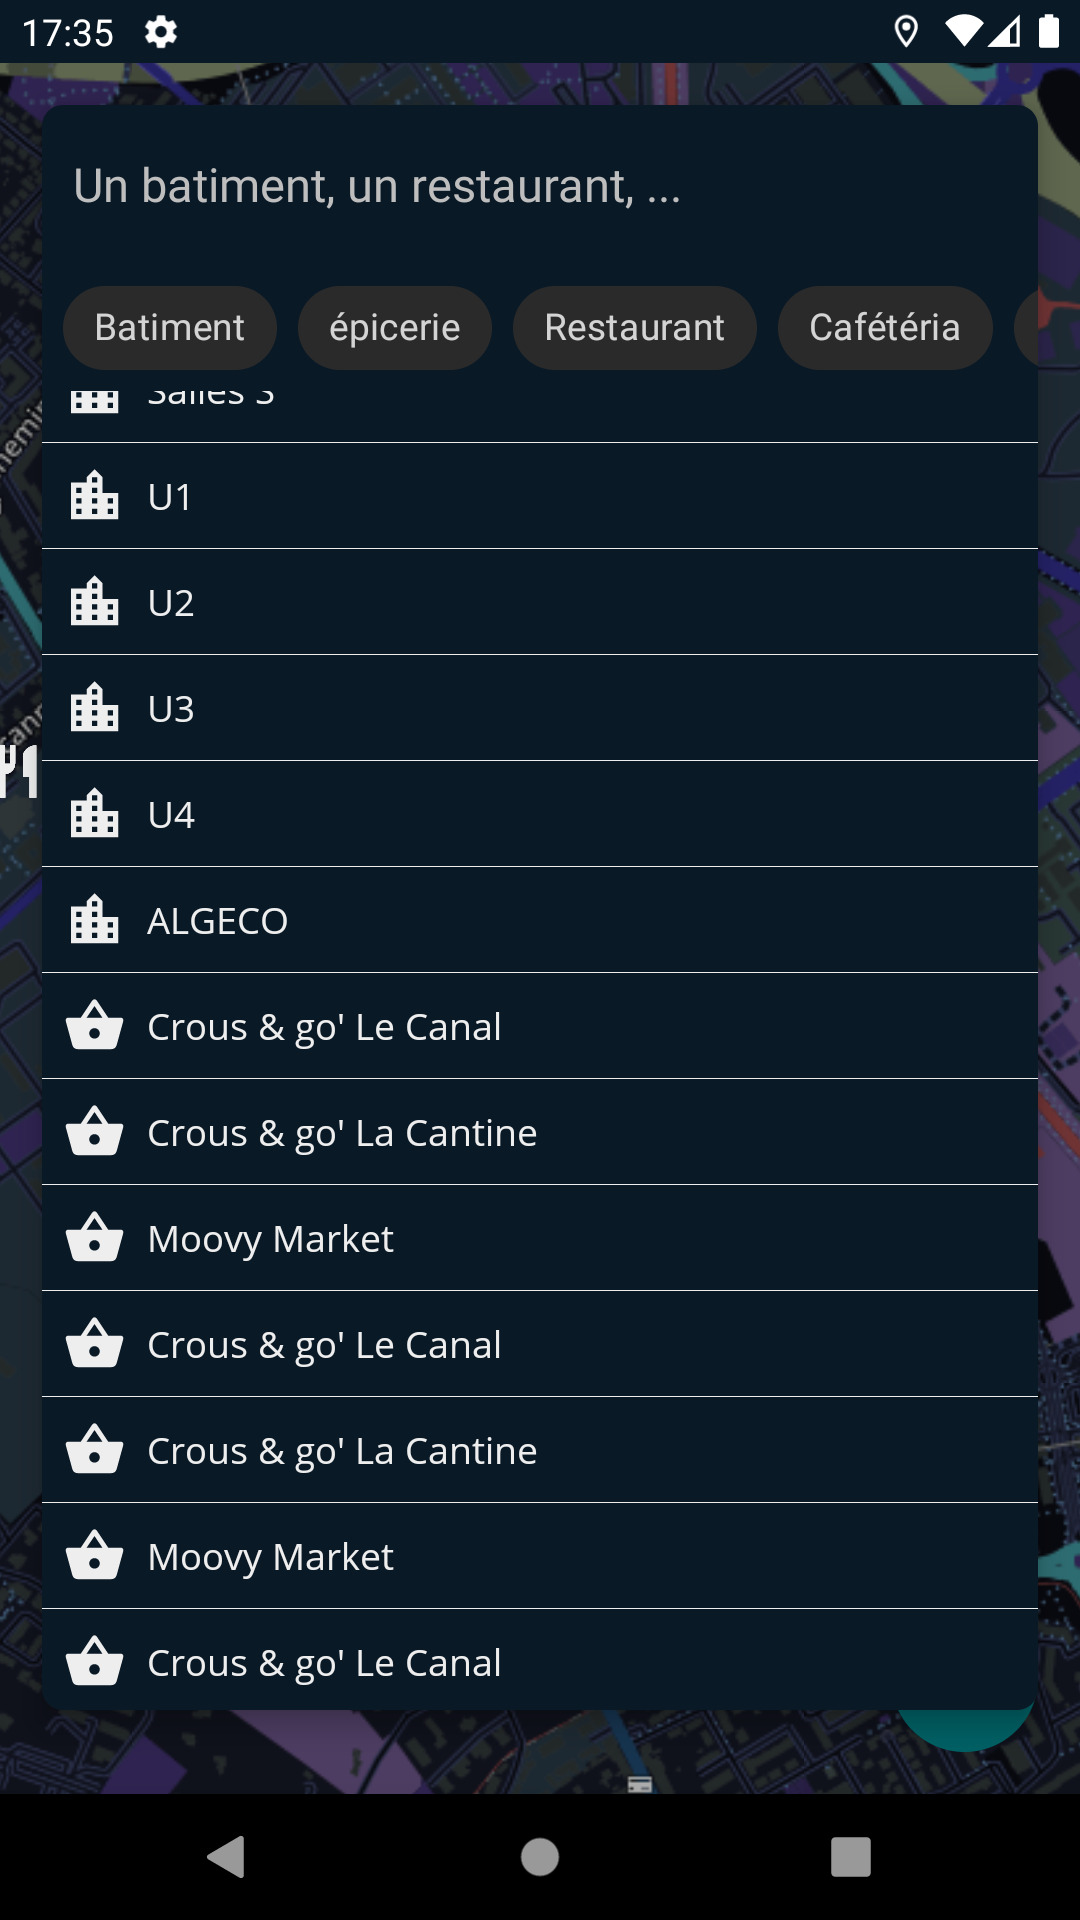 17:35
Un batiment, un restaurant, ...
Batiment
épicerie
Restaurant
Cafétéria
Salles S
U1
U2
U3
U4
ALGECO
Crous & go' Le Canal
Crous & go' La Cantine
Moovy Market
Crous & go' Le Canal
Crous & go' La Cantine
Moovy Market
Crous & go' Le Canal